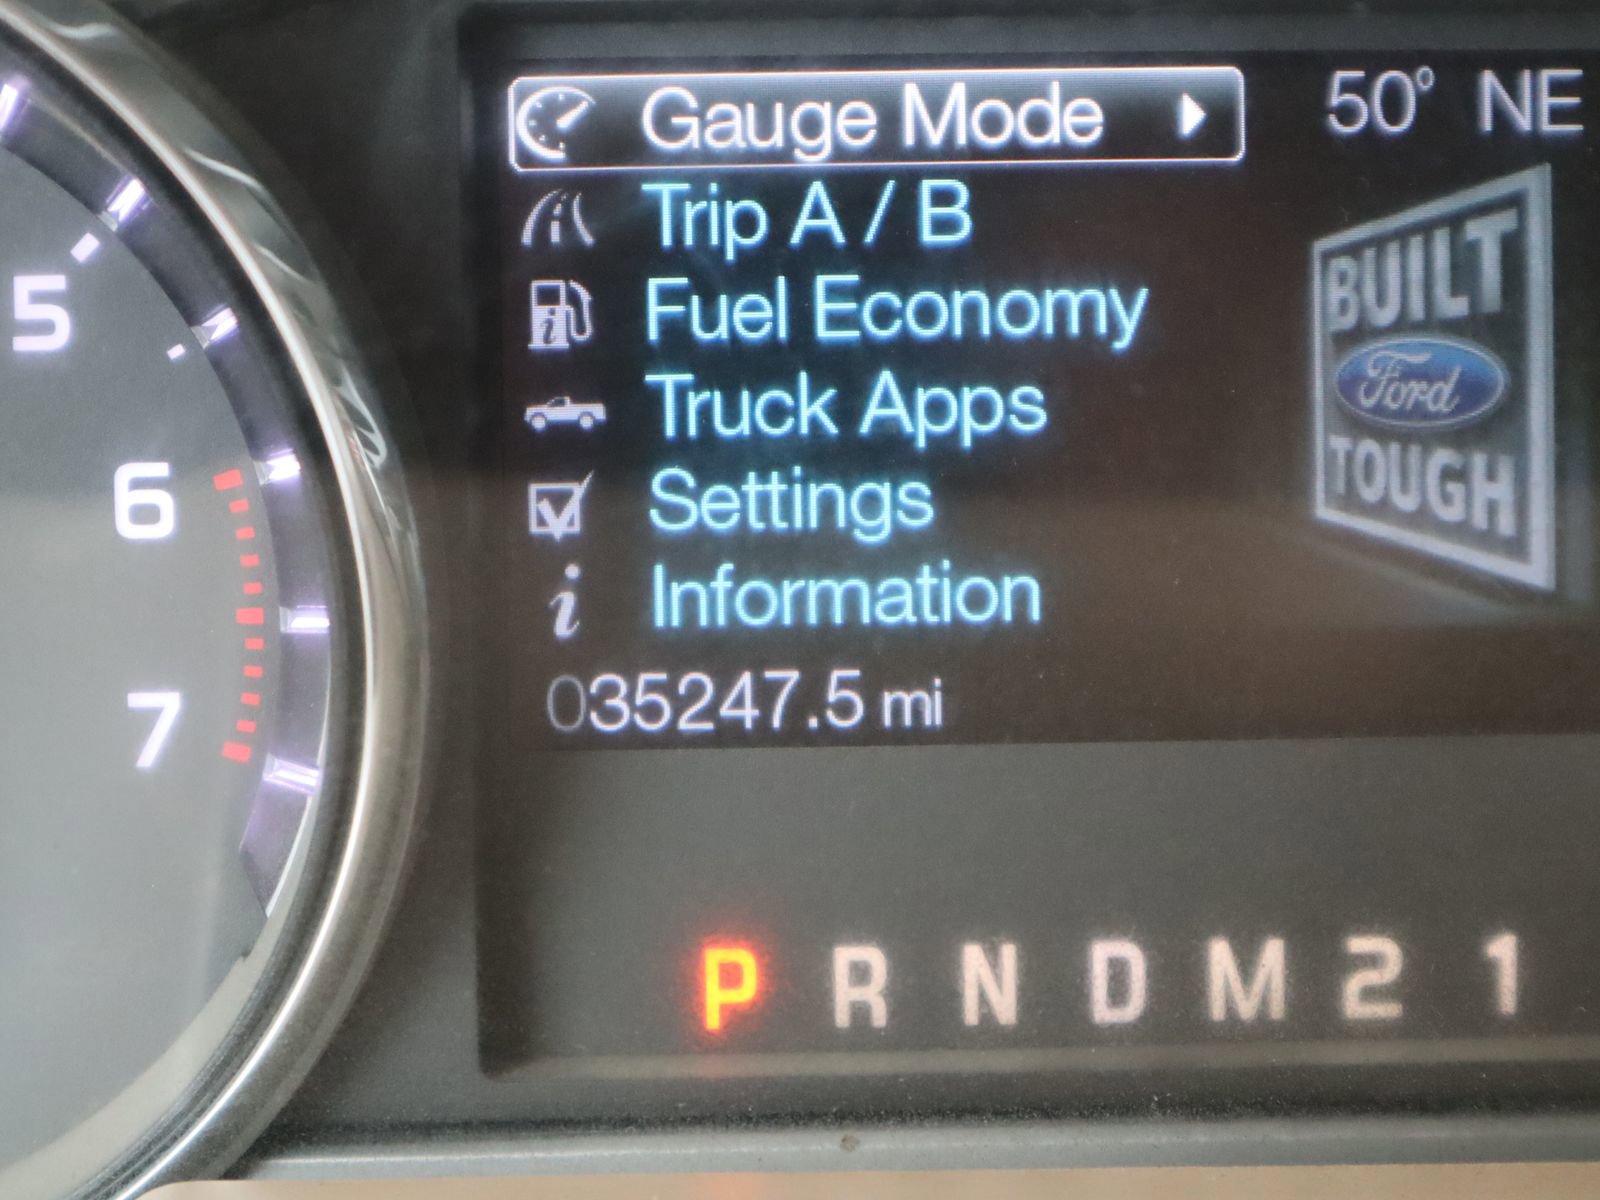 Gauge Mode
50° NE
Trip A / B
Fuel Economy
Truck Apps
Settings
Information
035247.5 mi
BUILT
Ford
TOUGH
5
6
7
P R N D M 2 1